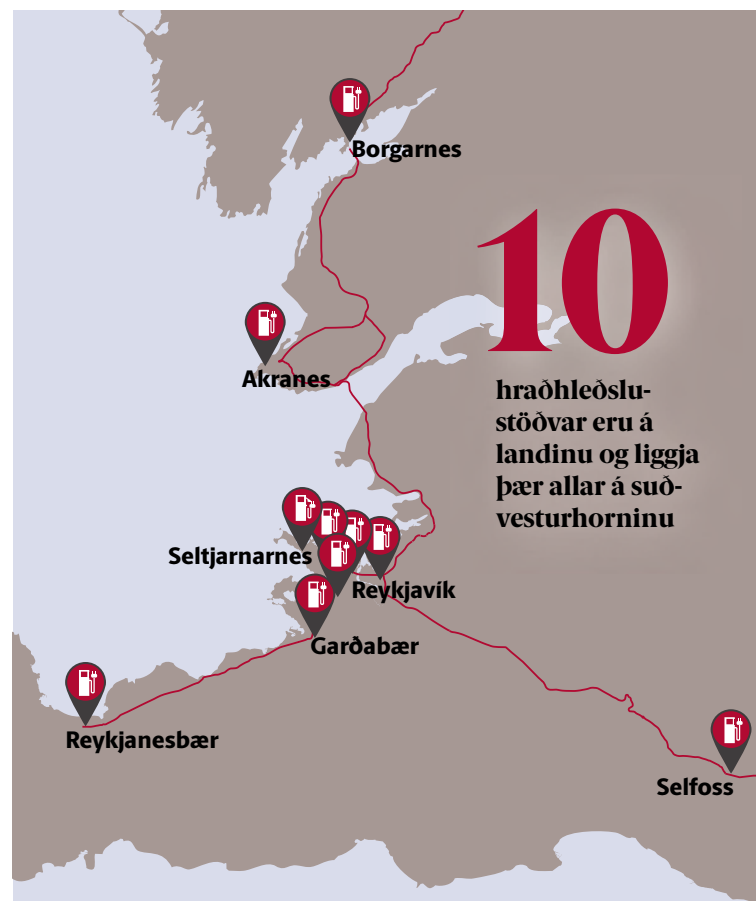 Borgarnes
10
Akranes
hraðhleðslu-
stöðvar eru á
landinu og liggja
þær allar á suð-
vesturhorninu
Seltjarnarnes
Reykjavík
Garðabær
Reykjanesbær
Selfoss